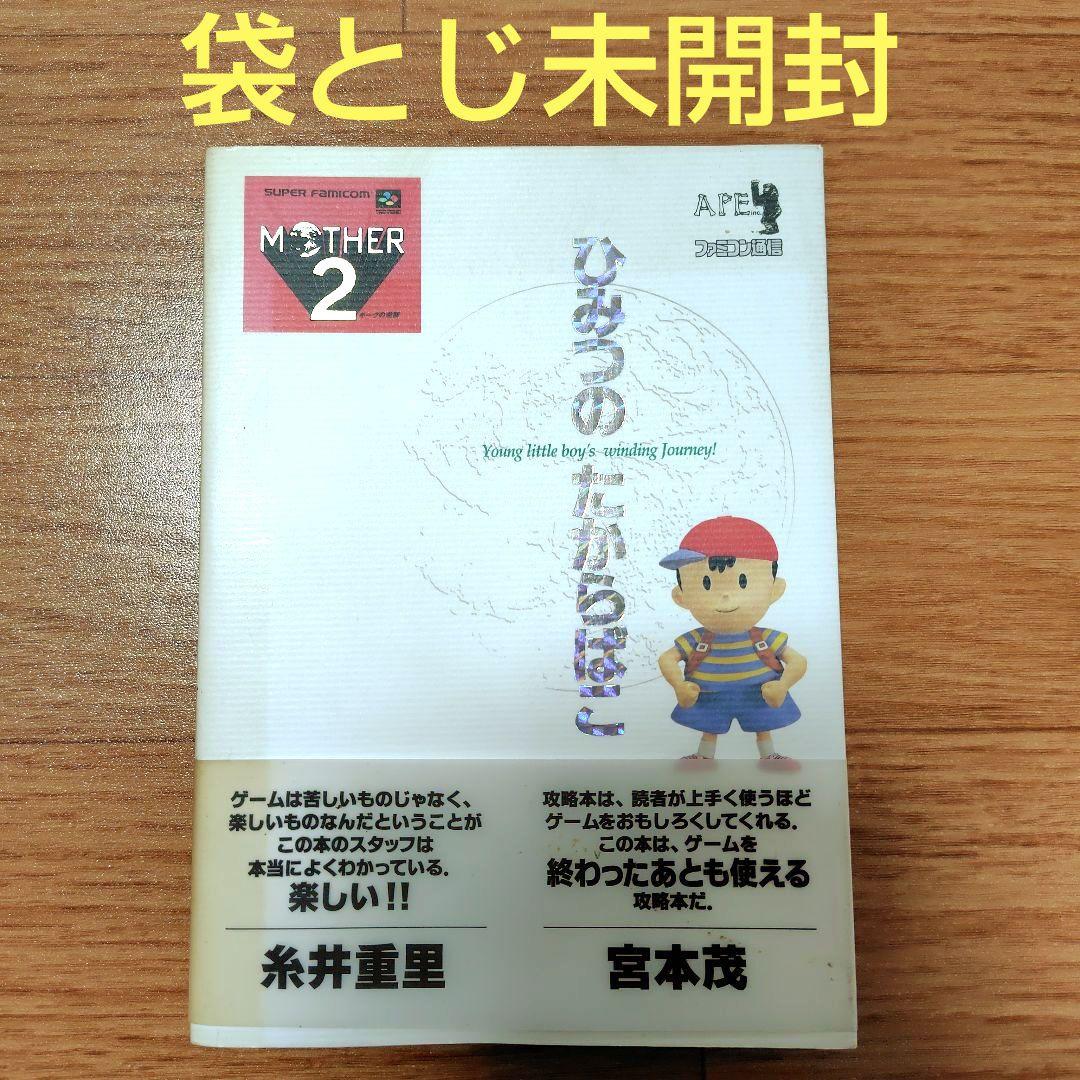 袋とじ未開封
SUPER FAMICOM
MOTHER
2
ギーグの逆襲
APE inc.
ファミコン通信
ひみつのたからばこ
Young little boy's winding Journey!
ゲームは苦しいものじゃなく、
楽しいものなんだということが
この本のスタッフは
本当によくわかっている.
楽しい!!
糸井重里
攻略本は、読者が上手く使うほど
ゲームをおもしろくしてくれる.
この本は、ゲームを
終わったあとも使える
攻略本だ.
宮本茂